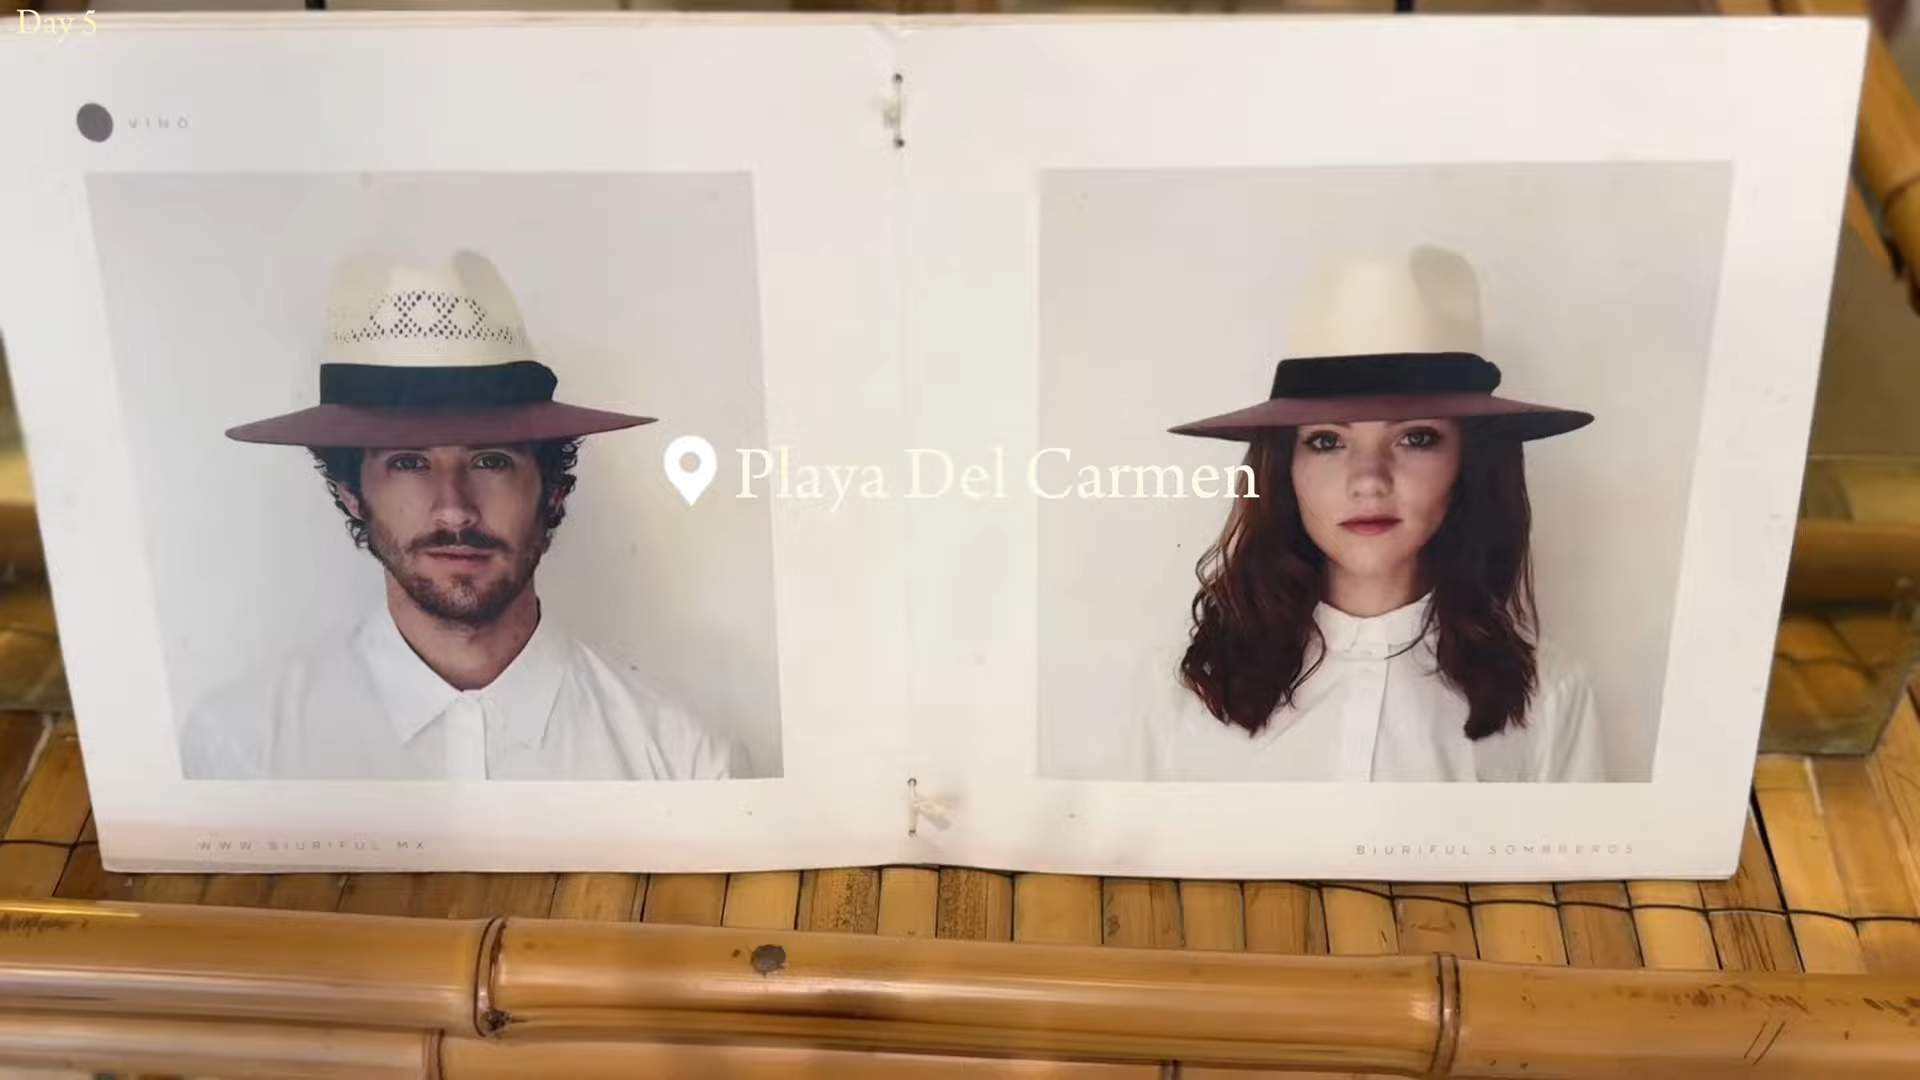 Day 5
VINO
Playa Del Carmen
WWW.BIURIFUL.MX
BIURIFUL SOMBREROS